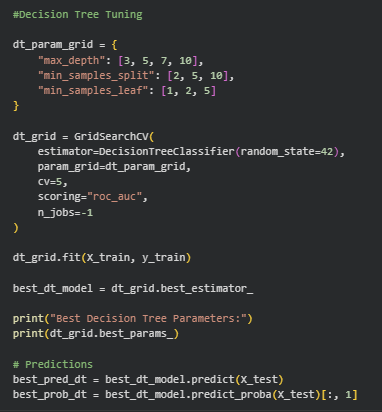 #Decision Tree Tuning

dt_param_grid = {
    "max_depth": [3, 5, 7, 10],
    "min_samples_split": [2, 5, 10],
    "min_samples_leaf": [1, 2, 5]
}

dt_grid = GridSearchCV(
    estimator=DecisionTreeClassifier(random_state=42),
    param_grid=dt_param_grid,
    cv=5,
    scoring="roc_auc",
    n_jobs=-1
)

dt_grid.fit(X_train, y_train)

best_dt_model = dt_grid.best_estimator_

print("Best Decision Tree Parameters:")
print(dt_grid.best_params_)

# Predictions
best_pred_dt = best_dt_model.predict(X_test)
best_prob_dt = best_dt_model.predict_proba(X_test)[:, 1]